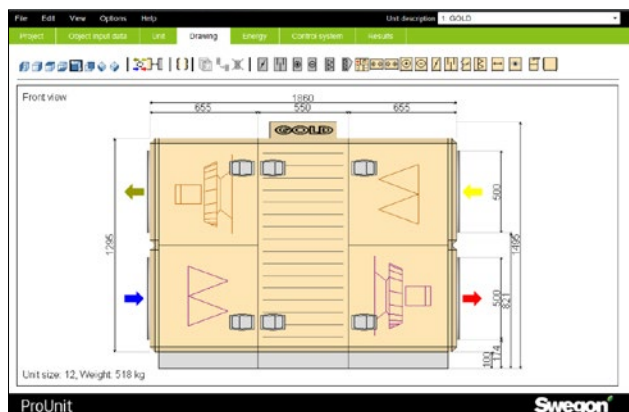 File Edit View Options Help Unit description 1 GOLD
Project Object input data Unit Drawing Energy Control system Results
Front view
1860
655 550 655
GOLD
500
1295
1495
500
821
100
174
Unit size: 12, Weight: 518 kg
ProUnit Swegon